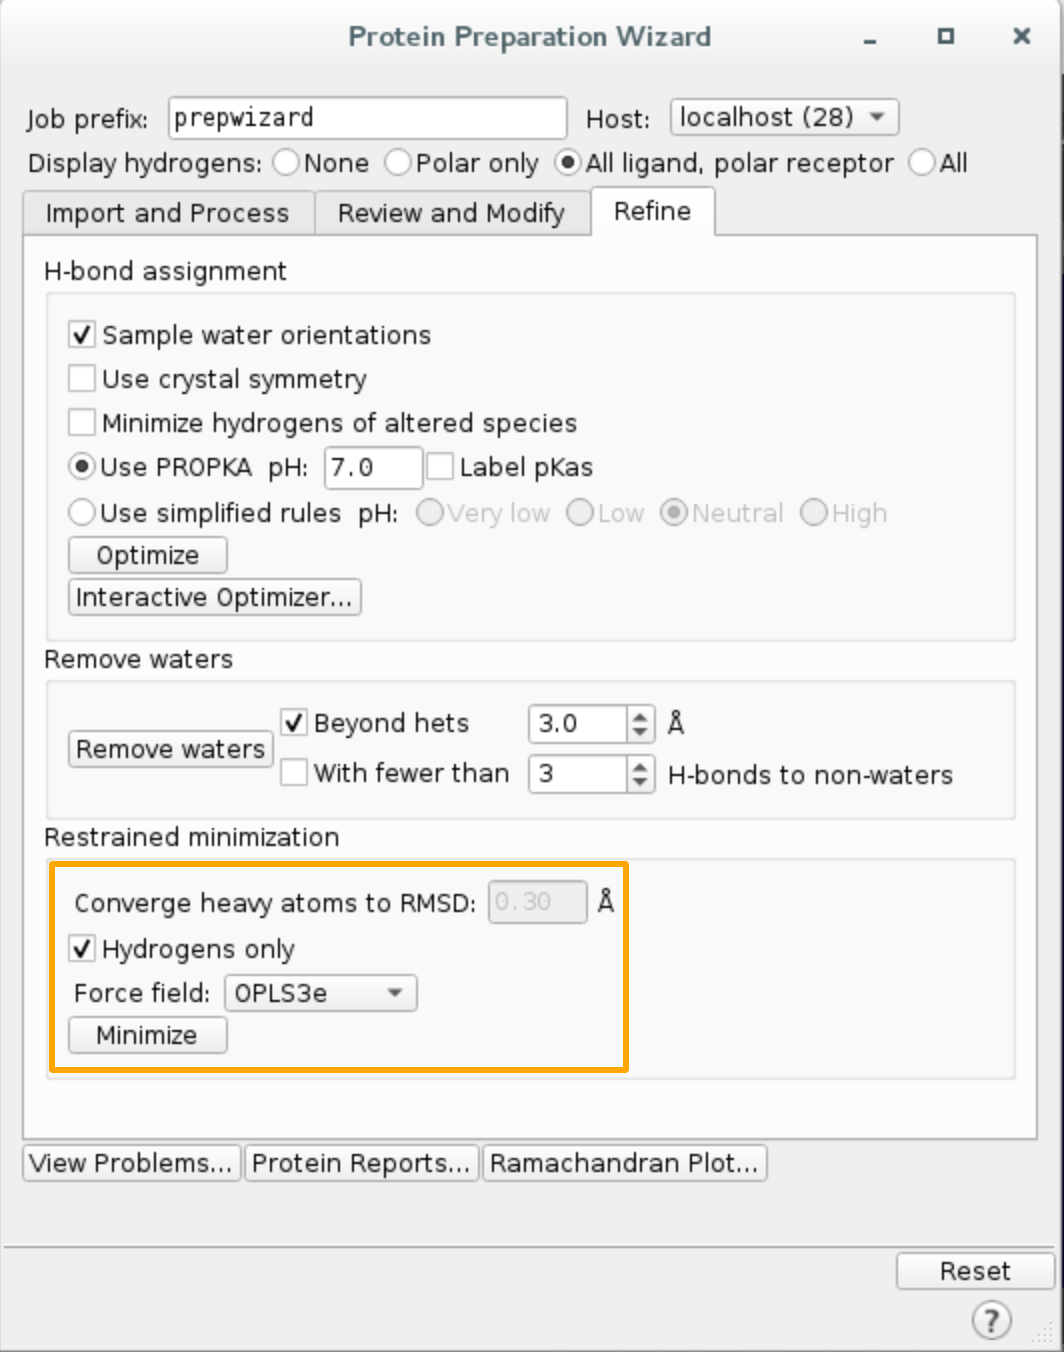 Protein Preparation Wizard
Job prefix: prepwizard Host: localhost (28)
Display hydrogens: None Polar only All ligand, polar receptor All
Import and Process Review and Modify Refine
H-bond assignment
Sample water orientations
Use crystal symmetry
Minimize hydrogens of altered species
Use PROPKA pH: 7.0 Label pKas
Use simplified rules pH: Very low Low Neutral High
Optimize
Interactive Optimizer...
Remove waters
Beyond hets 3.0 Å
Remove waters
With fewer than 3 H-bonds to non-waters
Restrained minimization
Converge heavy atoms to RMSD: 0.30 Å
Hydrogens only
Force field: OPLS3e
Minimize
View Problems... Protein Reports... Ramachandran Plot...
Reset
?